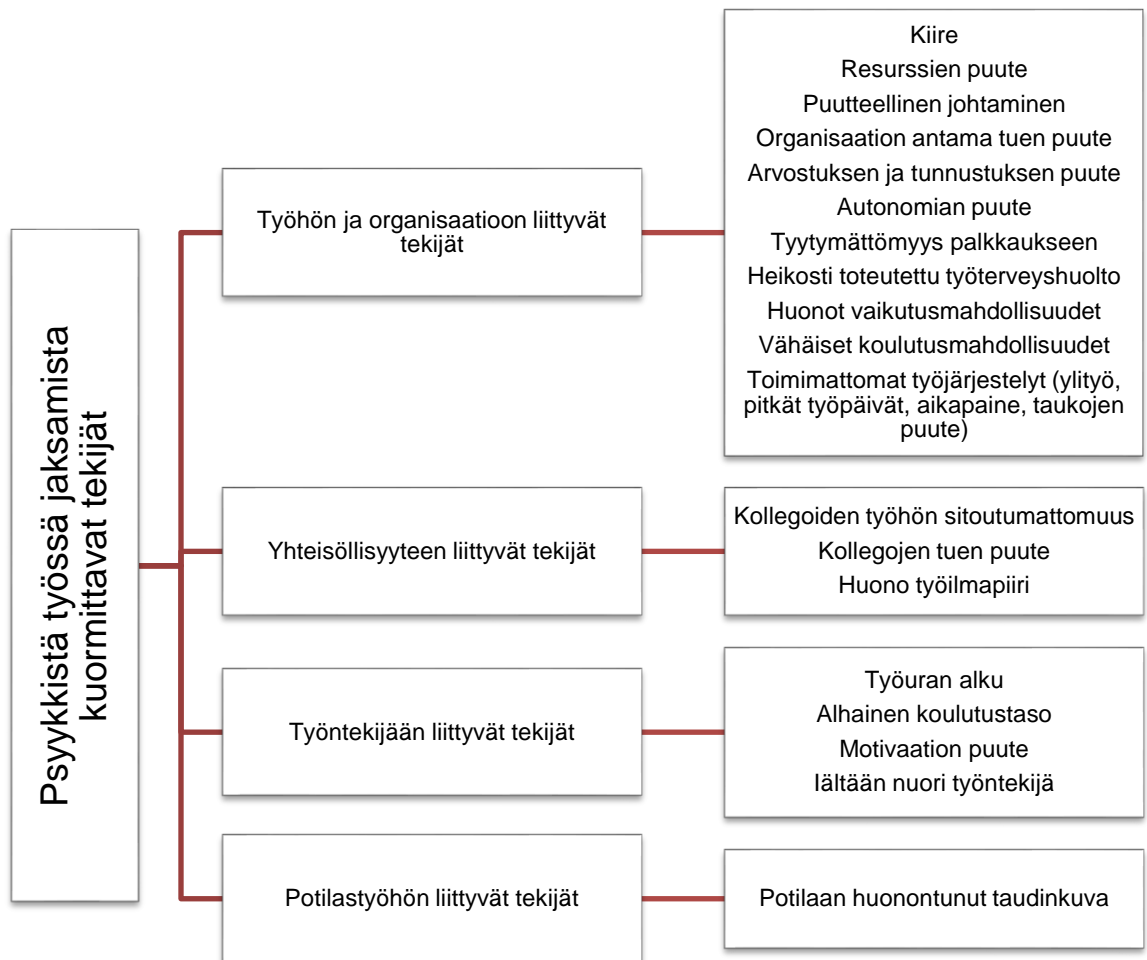 Psyykkistä työssä jaksamista
kuormittavat tekijät
Työhön ja organisaatioon liittyvät
tekijät
Kiire
Resurssien puute
Puutteellinen johtaminen
Organisaation antama tuen puute
Arvostuksen ja tunnustuksen puute
Autonomian puute
Tyytymättömyys palkkaukseen
Heikosti toteutettu työterveyshuolto
Huonot vaikutusmahdollisuudet
Vähäiset koulutusmahdollisuudet
Toimimattomat työjärjestelyt (ylityö,
pitkät työpäivät, aikapaine, taukojen
puute)
Yhteisöllisyyteen liittyvät tekijät
Kollegoiden työhön sitoutumattomuus
Kollegojen tuen puute
Huono työilmapiiri
Työntekijään liittyvät tekijät
Työuran alku
Alhainen koulutustaso
Motivaation puute
Iältään nuori työntekijä
Potilastyöhön liittyvät tekijät
Potilaan huonontunut taudinkuva